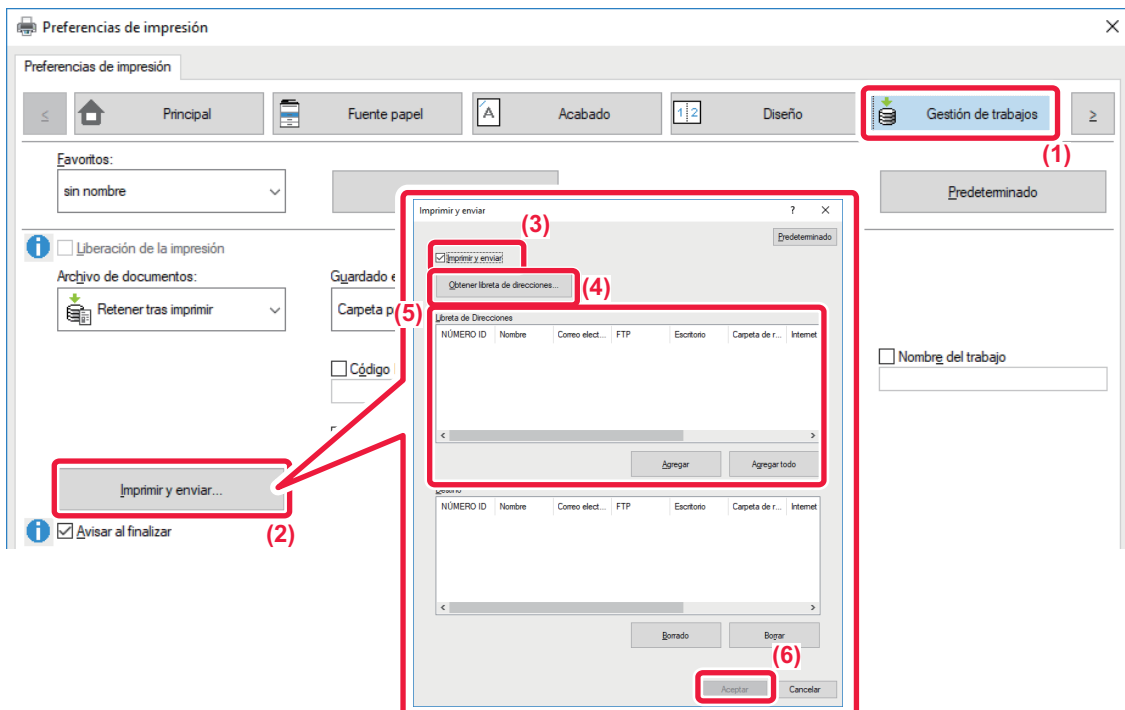 Preferencias de impresión
Preferencias de impresión
≤ Principal Fuente papel A Acabado 1 2 Diseño Gestión de trabajos ≥
(1)
Favoritos:
sin nombre
Predeterminado
Imprimir y enviar ? ×
(3)
Predeterminado
Imprimir y enviar
Obtener libreta de direcciones...
(4)
(5)
Libreta de Direcciones
NÚMERO ID Nombre Correo elect... FTP Escritorio Carpeta de r... Internet
< >
Agregar Agregar todo
Destino
NÚMERO ID Nombre Correo elect... FTP Escritorio Carpeta de r... Internet
< >
Borrado Borrar
(6)
Aceptar Cancelar
Liberación de la impresión
Archivo de documentos:
Retener tras imprimir
Guardado e
Carpeta p
Código
Nombre del trabajo
Imprimir y enviar...
(2)
Avisar al finalizar